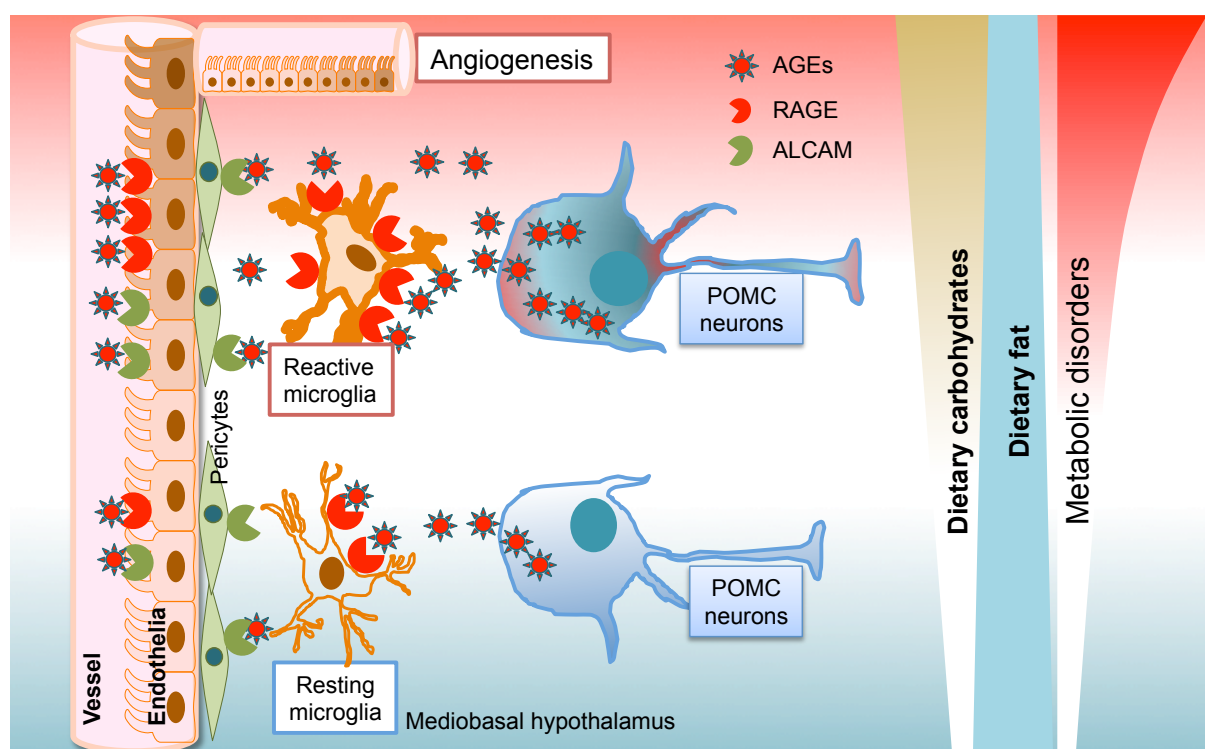 Angiogenesis
AGEs
RAGE
ALCAM
POMC
neurons
Reactive
microglia
Pericytes
POMC
neurons
Resting
microglia
Mediobasal hypothalamus
Vessel
Endothelia
Dietary carbohydrates
Dietary fat
Metabolic disorders